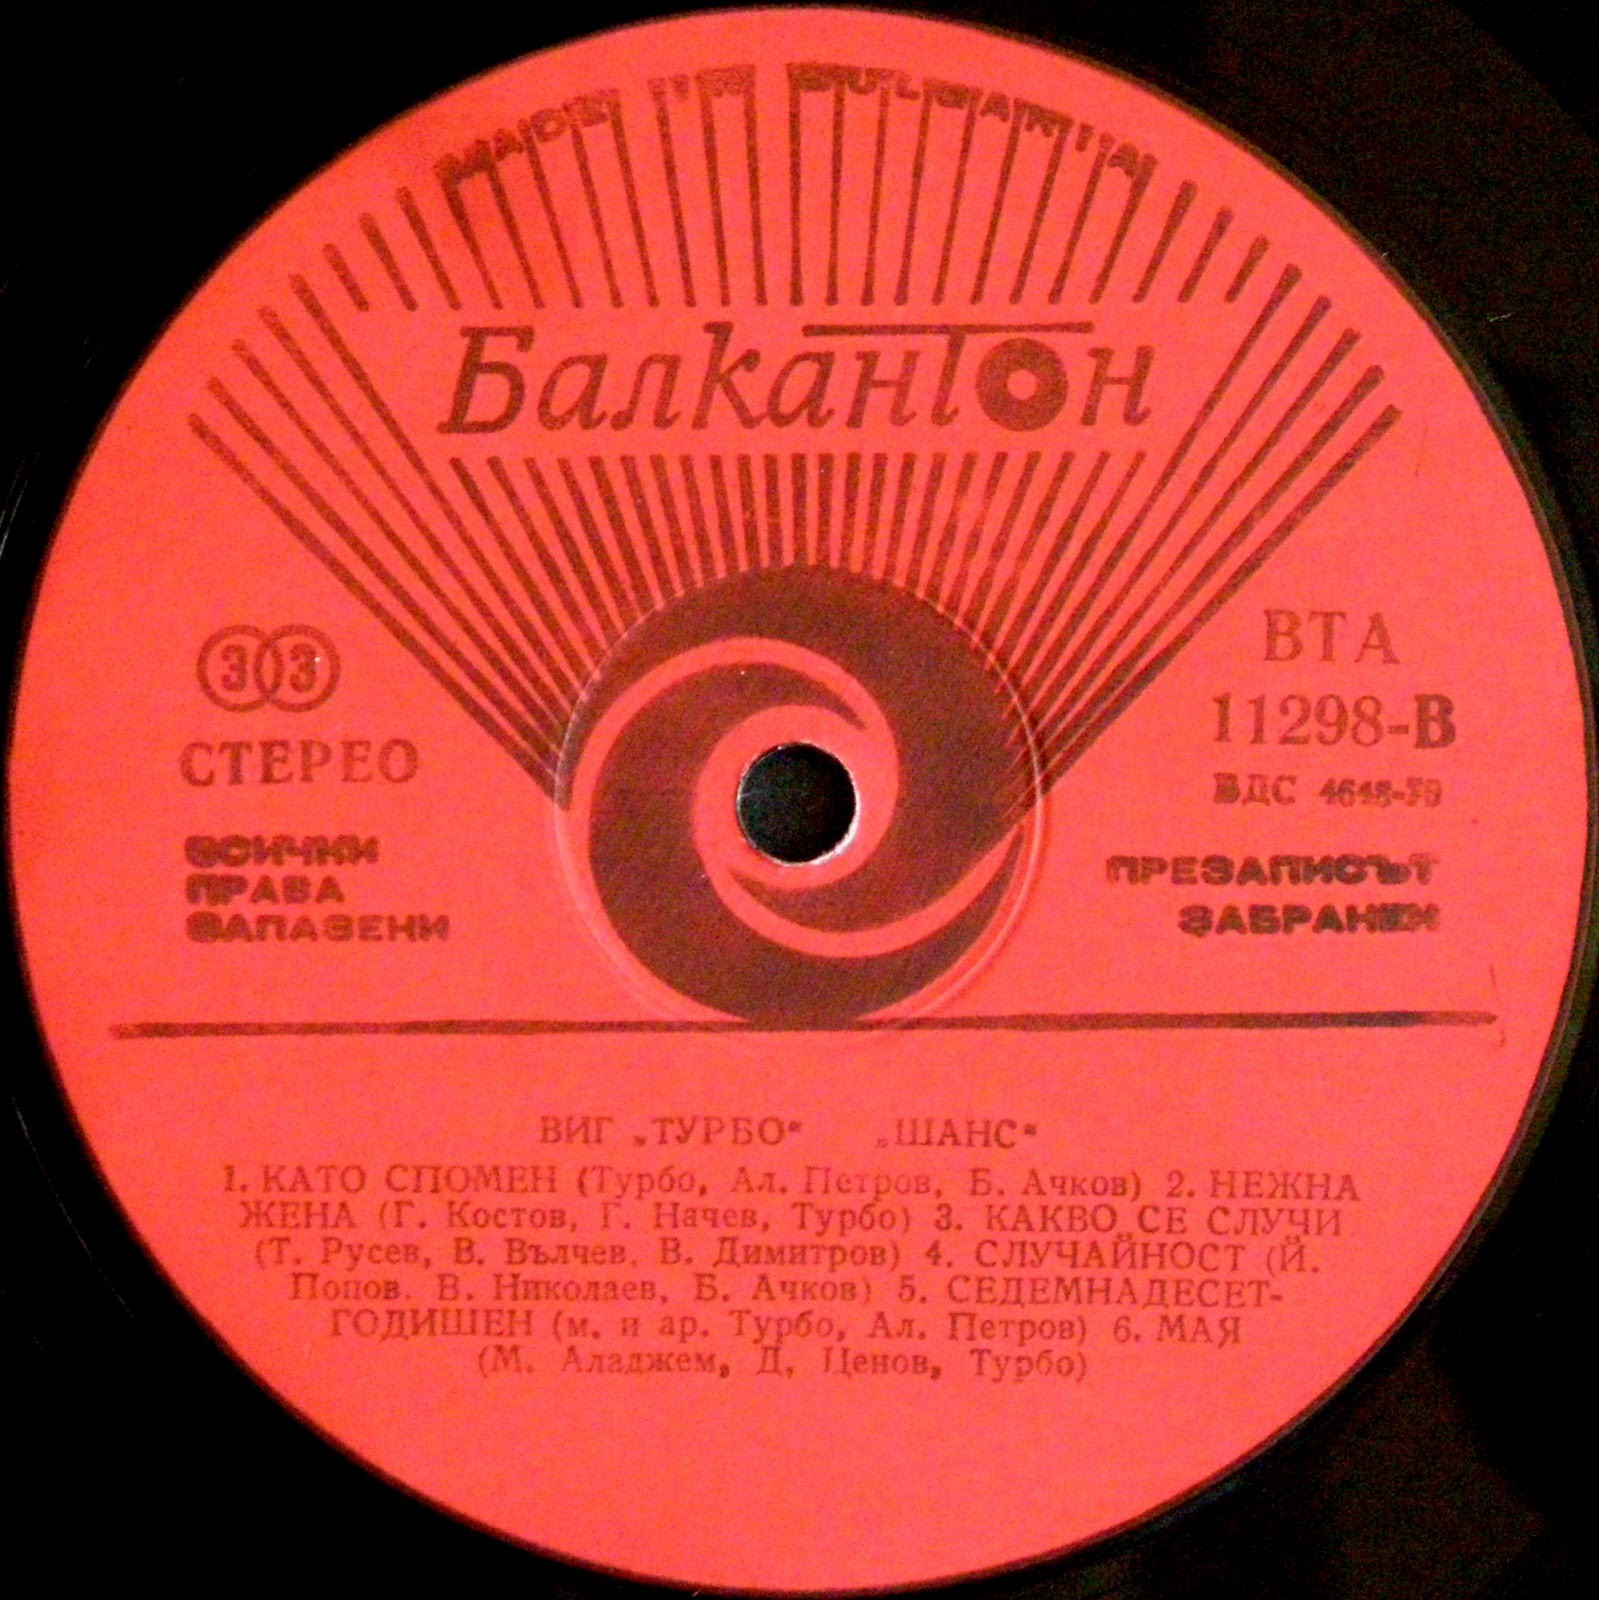 MADE IN BULGARIA
Балкантон
33
СТЕРЕО
ВСИЧКИ
ПРАВА
ЗАПАЗЕНИ
ВТА
11298-В
БДС 4648-79
ПРЕЗАПИСЪТ
ЗАБРАНЕН
ВИГ „ТУРБО“ „ШАНС“
1. КАТО СПОМЕН (Турбо, Ал. Петров, Б. Ачков) 2. НЕЖНА
ЖЕНА (Г. Костов, Г. Начев, Турбо) 3. КАКВО СЕ СЛУЧИ
(Т. Русев, В. Вълчев, В. Димитров) 4. СЛУЧАЙНОСТ (Й.
Попов, В. Николаев, Б. Ачков) 5. СЕДЕМНАДЕСЕТ-
ГОДИШЕН (м. и ар. Турбо, Ал. Петров) 6. МАЯ
(М. Аладжем, Д. Ценов, Турбо)